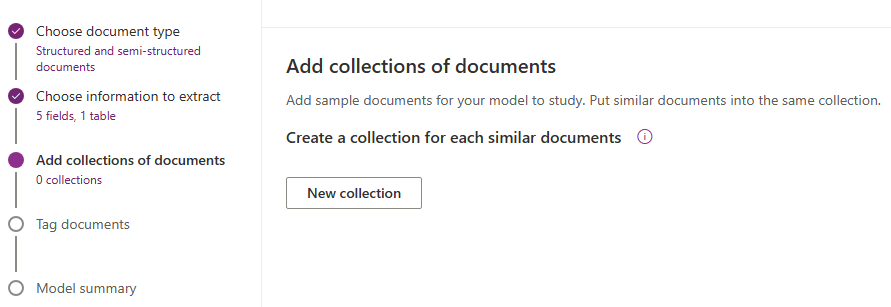 Choose document type
Structured and semi-structured
documents
Choose information to extract
5 fields, 1 table
Add collections of documents
0 collections
Tag documents
Model summary
Add collections of documents
Add sample documents for your model to study. Put similar documents into the same collection.
Create a collection for each similar documents
New collection